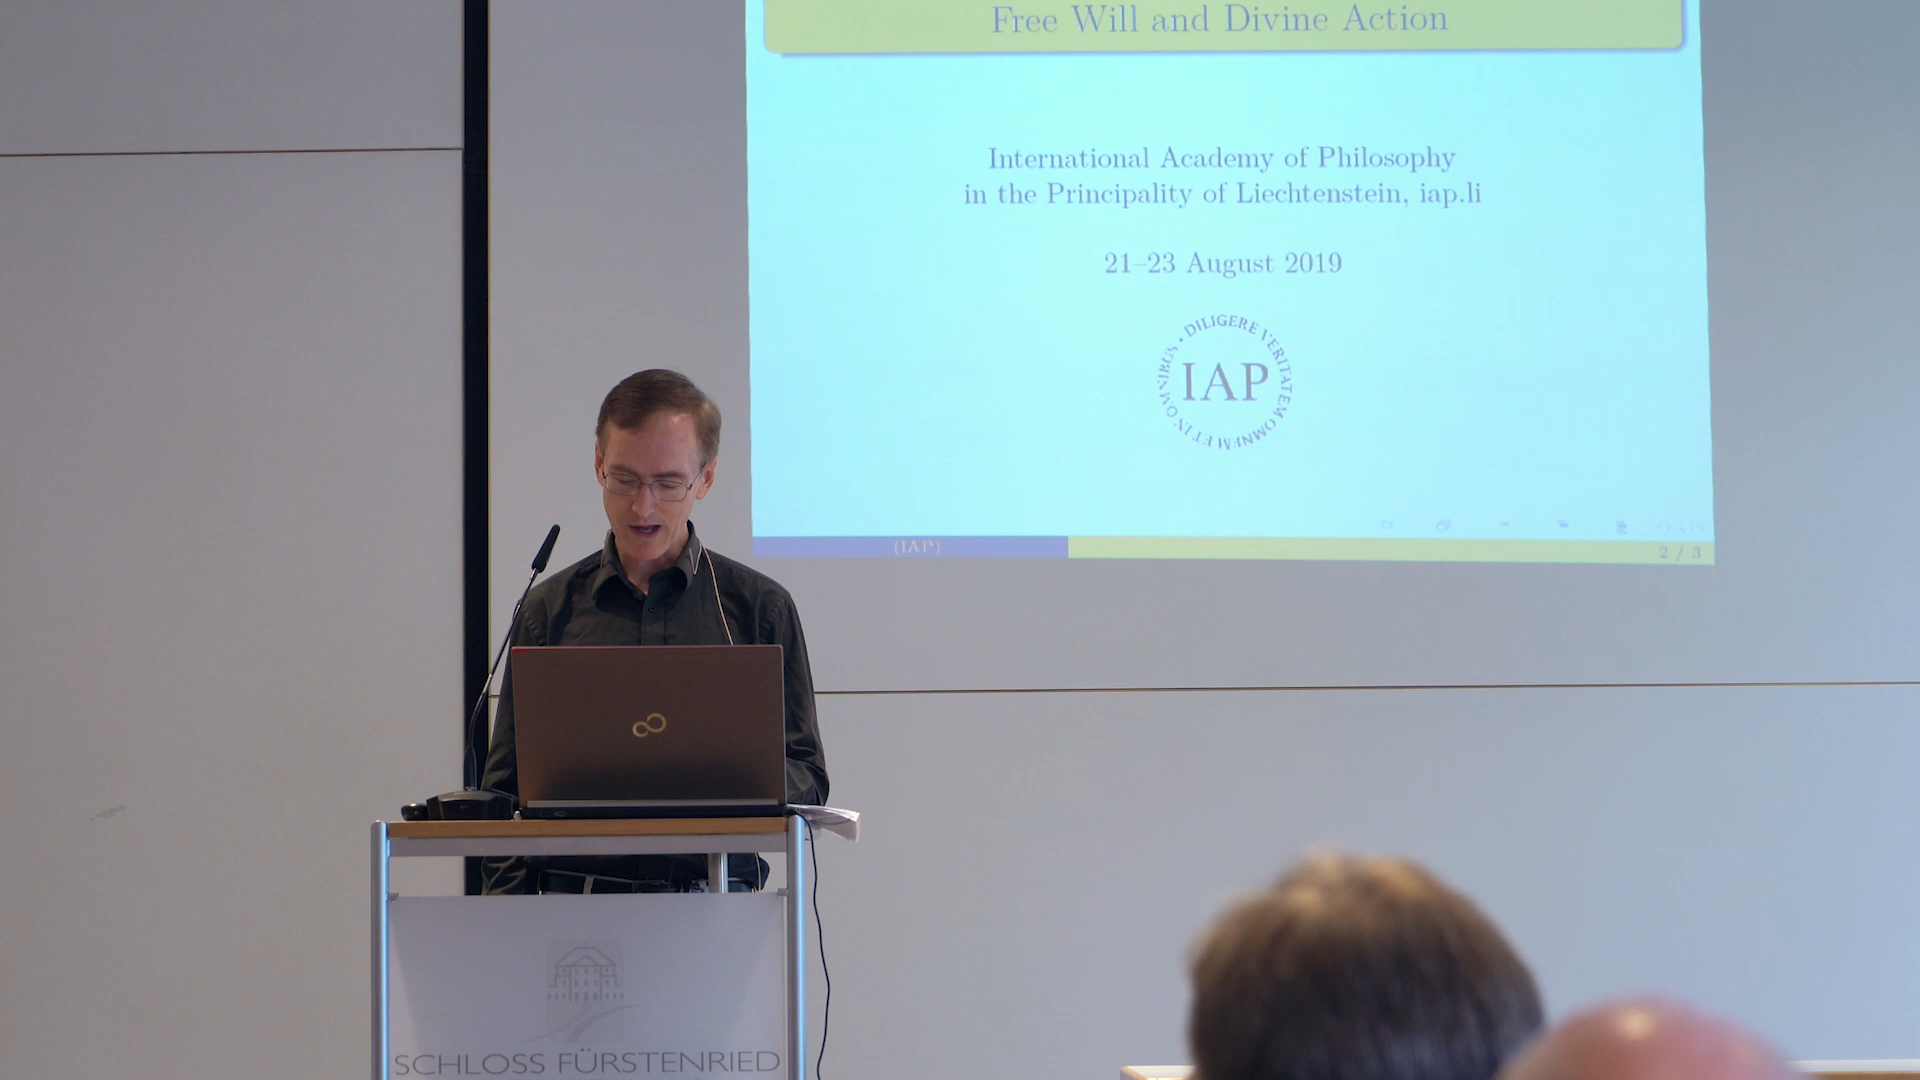 Free Will and Divine Action
International Academy of Philosophy
in the Principality of Liechtenstein, iap.li
21–23 August 2019
DILIGERE VERITATEM OMNEM ET IN OMNIBUS •
IAP
(IAP)
2 / 3
SCHLOSS FÜRSTENRIED